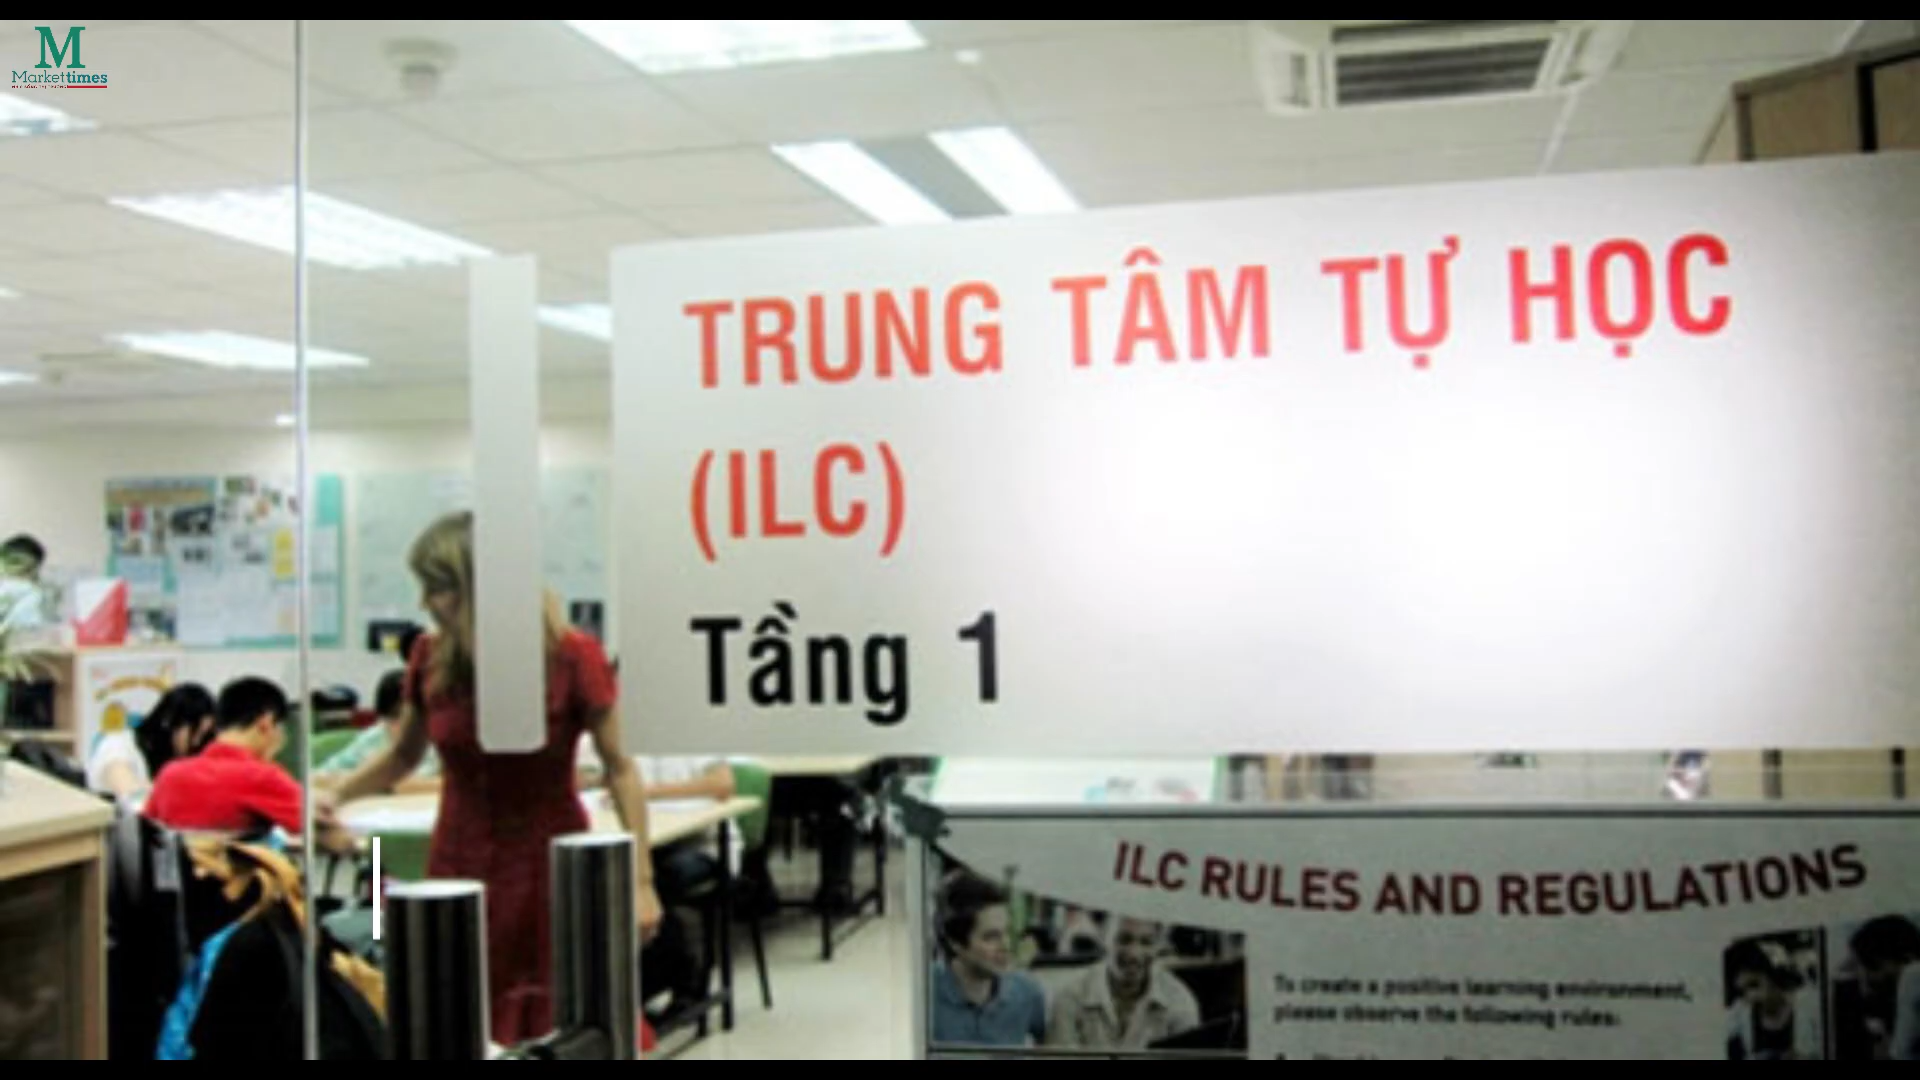 M
Markettimes
TRUNG TÂM TỰ HỌC
(ILC)
Tầng 1
ILC RULES AND REGULATIONS
To create a positive learning environment,
please observe the following rules: